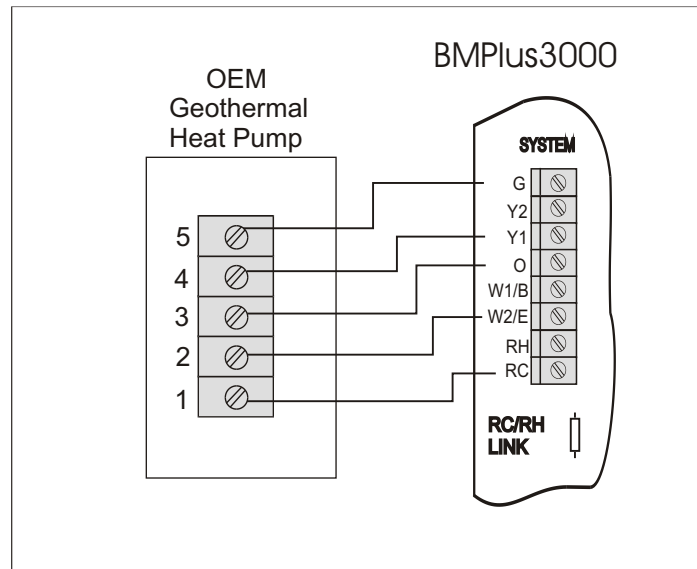 OEM
Geothermal
Heat Pump
5
4
3
2
1
BMPlus3000
SYSTEM
G
Y2
Y1
O
W1/B
W2/E
RH
RC
RC/RH
LINK